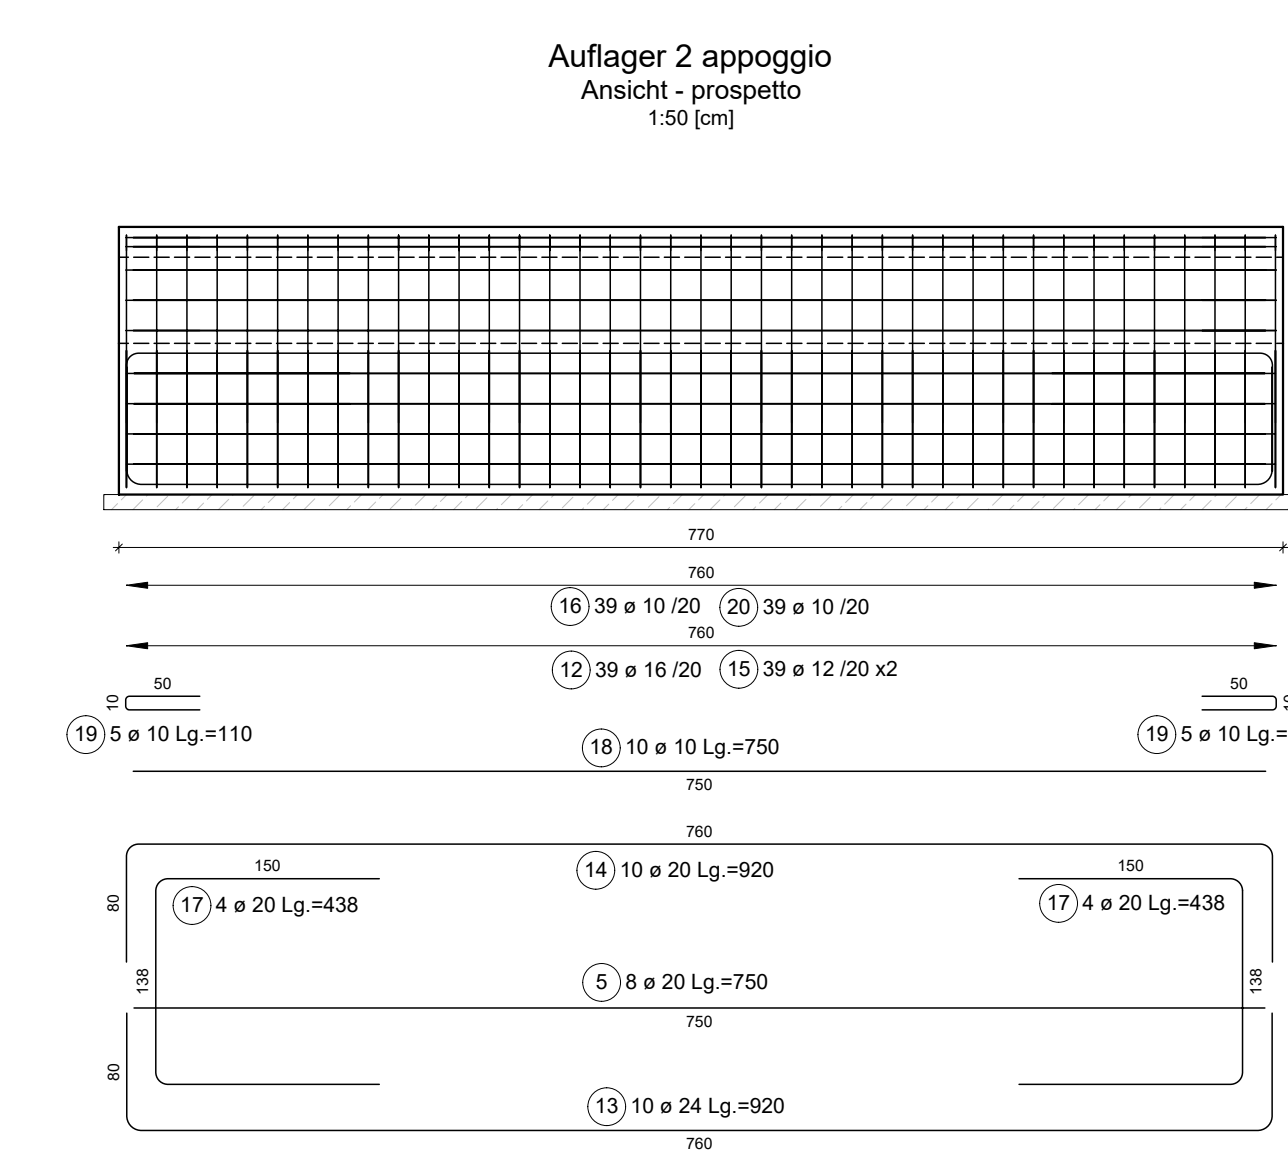 Auflager 2 appoggio
Ansicht - prospetto
1:50 [cm]
770
760
16 39 ø 10 /20 20 39 ø 10 /20
760
12 39 ø 16 /20 15 39 ø 12 /20 x2
50 50
10
19 5 ø 10 Lg.=110 19 5 ø 10 Lg.=
18 10 ø 10 Lg.=750
750
760
150 14 10 ø 20 Lg.=920 150
80 17 4 ø 20 Lg.=438 17 4 ø 20 Lg.=438
138 5 8 ø 20 Lg.=750 138
750
80
13 10 ø 24 Lg.=920
760